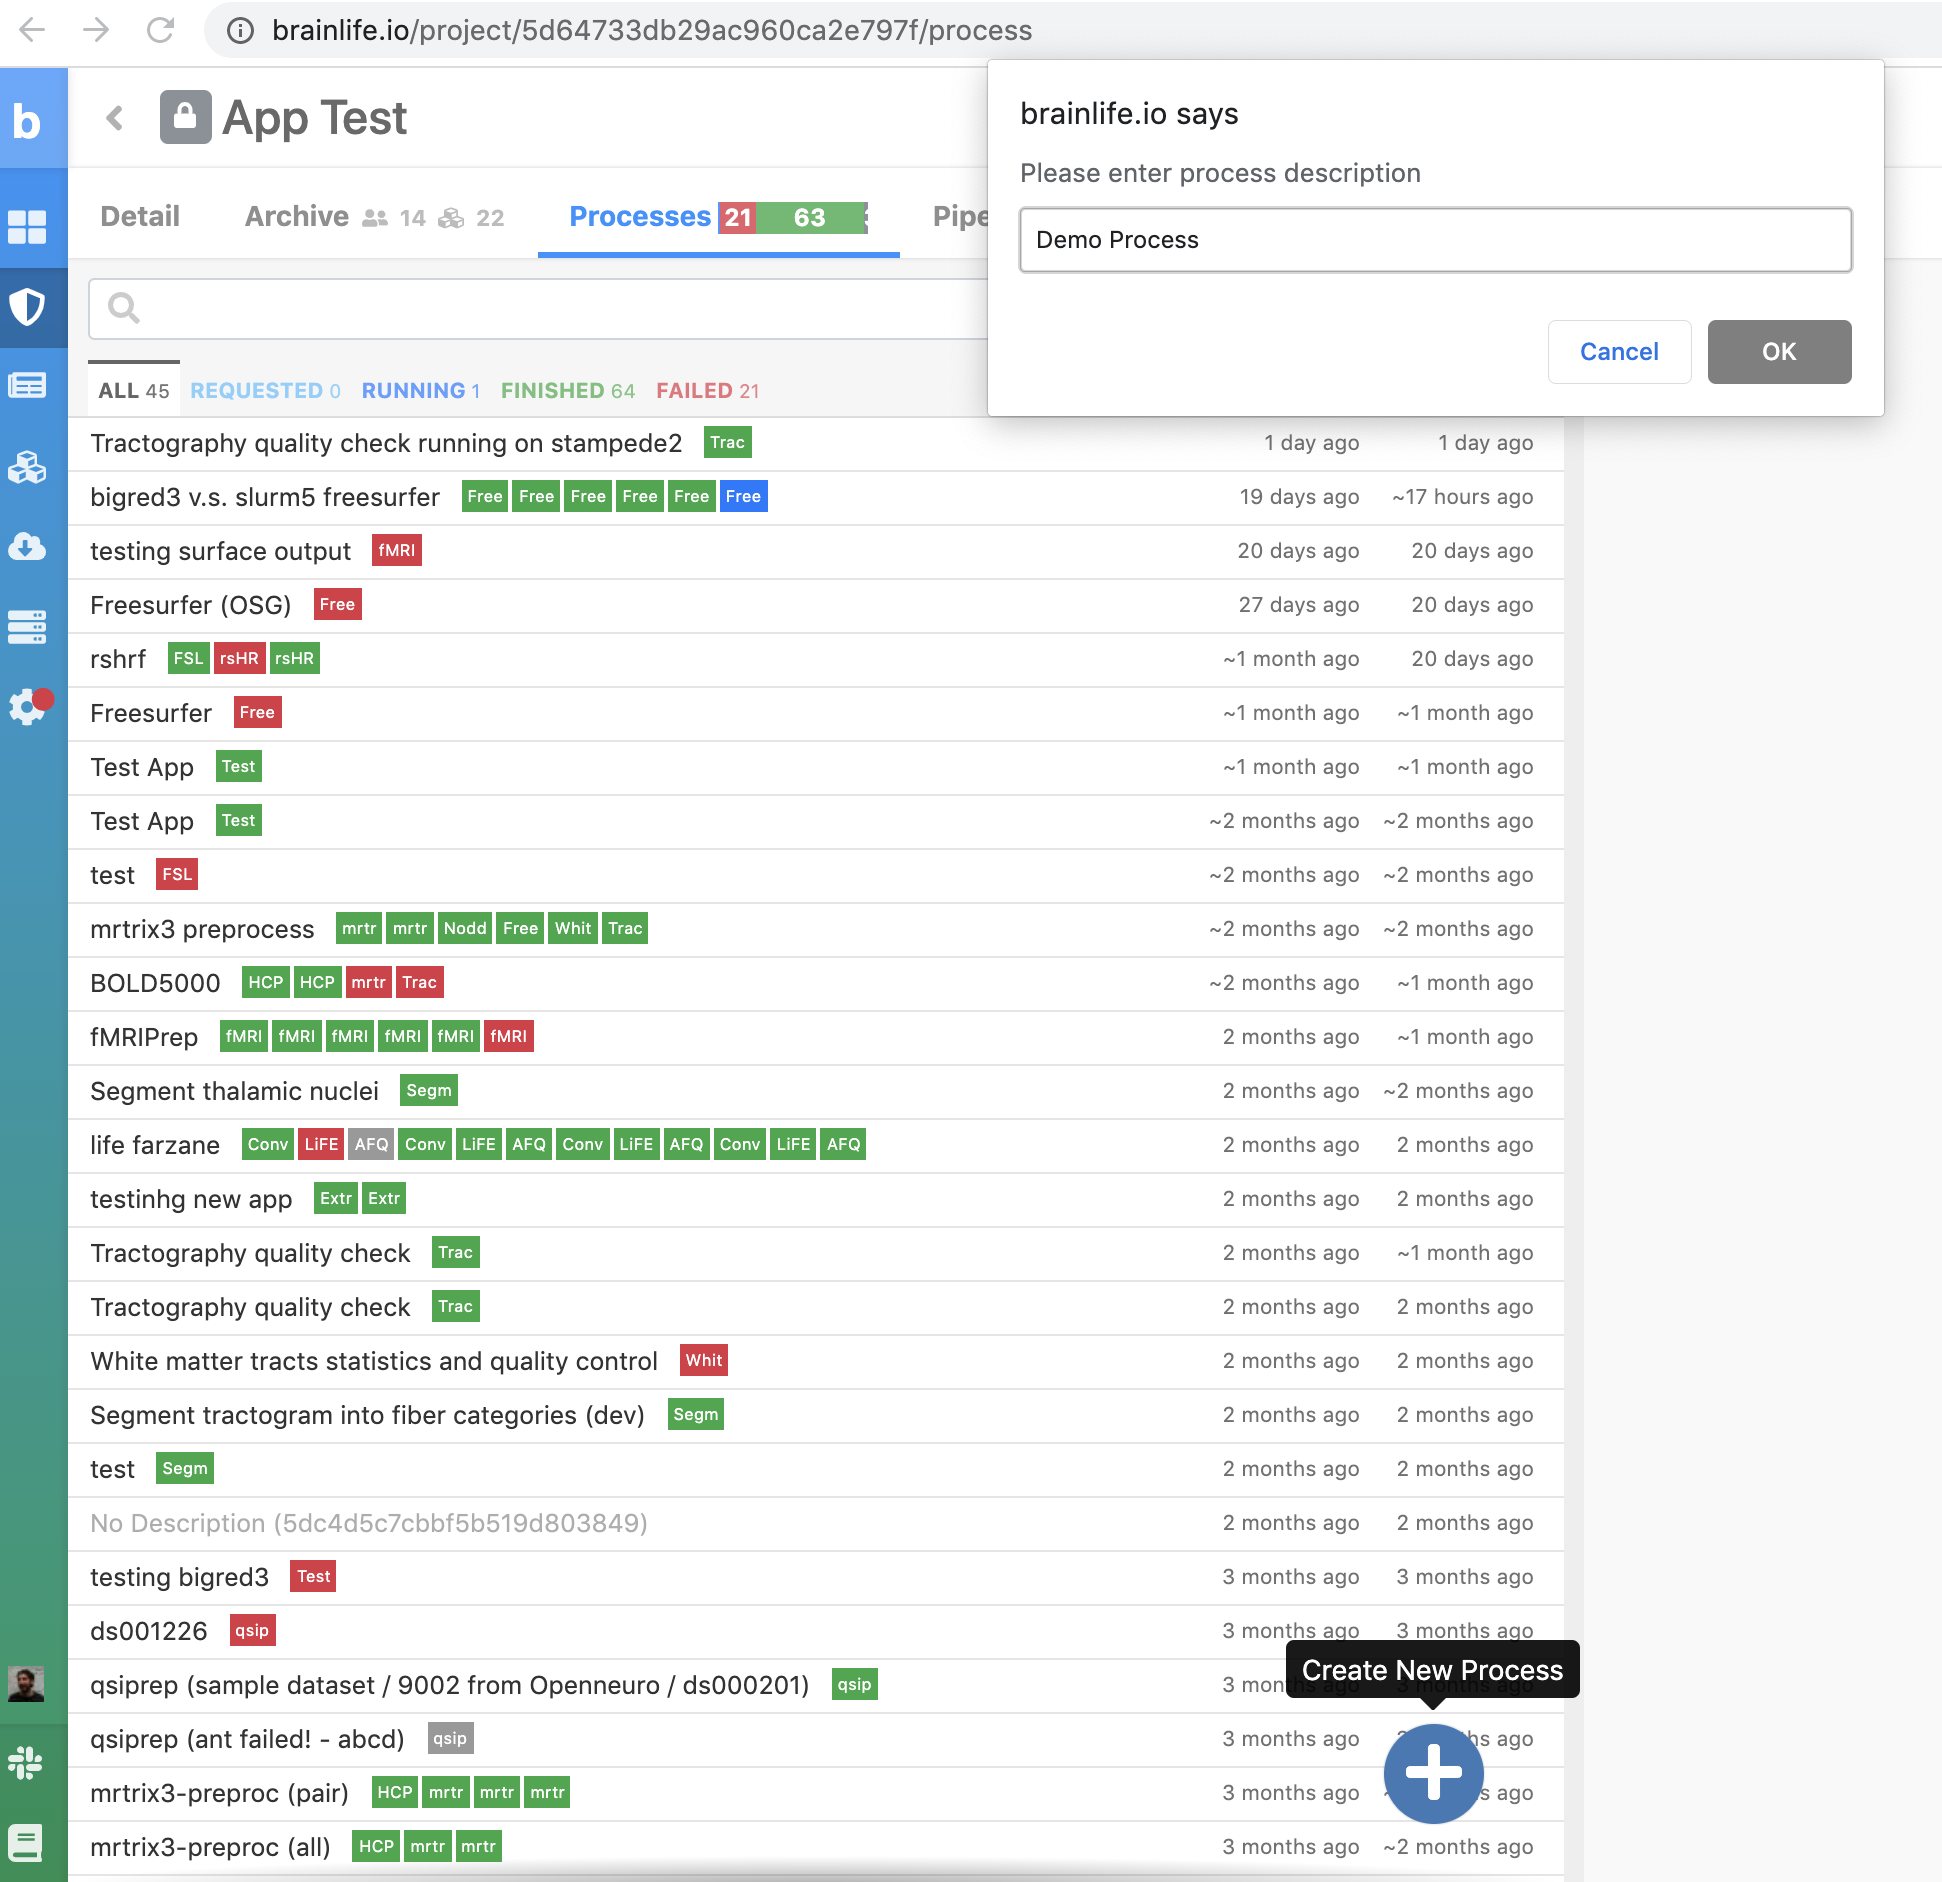 brainlife.io/project/5d64733db29ac960ca2e797f/process
b
App Test
brainlife.io says
Please enter process description
Demo Process
Cancel OK
Detail Archive 14 22 Processes 21 63 Pipe
ALL 45 REQUESTED 0 RUNNING 1 FINISHED 64 FAILED 21
Tractography quality check running on stampede2 Trac 1 day ago 1 day ago
bigred3 v.s. slurm5 freesurfer Free Free Free Free Free Free 19 days ago ~17 hours ago
testing surface output fMRI 20 days ago 20 days ago
Freesurfer (OSG) Free 27 days ago 20 days ago
rshrf FSL rsHR rsHR ~1 month ago 20 days ago
Freesurfer Free ~1 month ago ~1 month ago
Test App Test ~1 month ago ~1 month ago
Test App Test ~2 months ago ~2 months ago
test FSL ~2 months ago ~2 months ago
mrtrix3 preprocess mrtr mrtr Nodd Free Whit Trac ~2 months ago ~2 months ago
BOLD5000 HCP HCP mrtr Trac ~2 months ago ~1 month ago
fMRIPrep fMRI fMRI fMRI fMRI fMRI fMRI 2 months ago ~1 month ago
Segment thalamic nuclei Segm 2 months ago ~2 months ago
life farzane Conv LiFE AFQ Conv LiFE AFQ Conv LiFE AFQ Conv LiFE AFQ 2 months ago 2 months ago
testinhg new app Extr Extr 2 months ago 2 months ago
Tractography quality check Trac 2 months ago ~1 month ago
Tractography quality check Trac 2 months ago 2 months ago
White matter tracts statistics and quality control Whit 2 months ago 2 months ago
Segment tractogram into fiber categories (dev) Segm 2 months ago 2 months ago
test Segm 2 months ago 2 months ago
No Description (5dc4d5c7cbbf5b519d803849) 2 months ago 2 months ago
testing bigred3 Test 3 months ago 3 months ago
ds001226 qsip 3 months ago 3 months ago
Create New Process
qsiprep (sample dataset / 9002 from Openneuro / ds000201) qsip 3 mon
qsiprep (ant failed! - abcd) qsip 3 months ago hs ago
mrtrix3-preproc (pair) HCP mrtr mrtr mrtr 3 months ago s ago
mrtrix3-preproc (all) HCP mrtr mrtr 3 months ago ~2 months ago